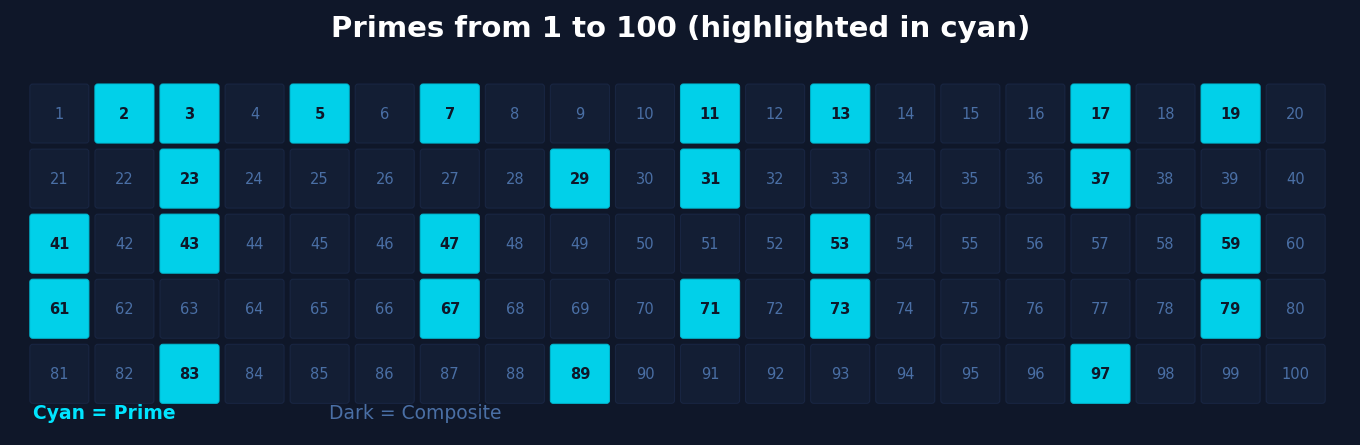 Primes from 1 to 100 (highlighted in cyan)
1 2 3 4 5 6 7 8 9 10 11 12 13 14 15 16 17 18 19 20
21 22 23 24 25 26 27 28 29 30 31 32 33 34 35 36 37 38 39 40
41 42 43 44 45 46 47 48 49 50 51 52 53 54 55 56 57 58 59 60
61 62 63 64 65 66 67 68 69 70 71 72 73 74 75 76 77 78 79 80
81 82 83 84 85 86 87 88 89 90 91 92 93 94 95 96 97 98 99 100
Cyan = Prime Dark = Composite